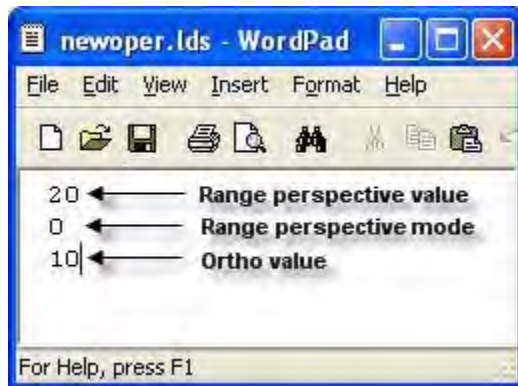 newoper.lds - WordPad
File Edit View Insert Format Help
20 Range perspective value
0 Range perspective mode
10 Ortho value
For Help, press F1